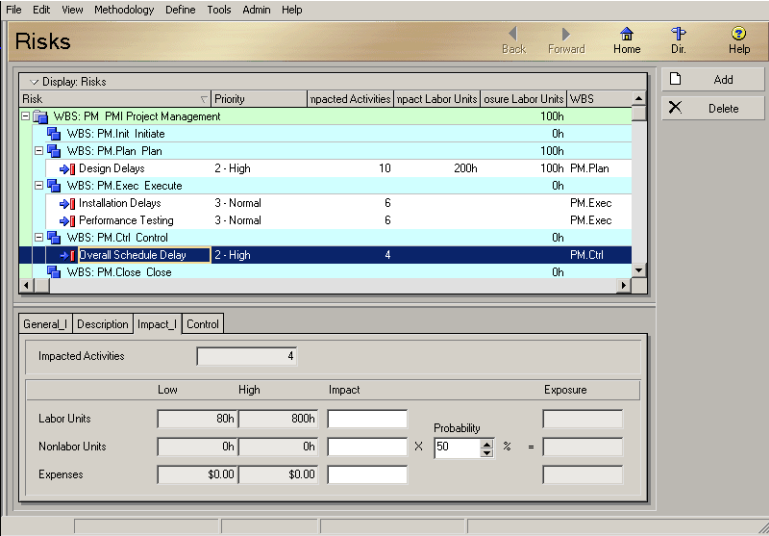 File Edit View Methodology Define Tools Admin Help
Risks Back Forward Home Dir. Help
Display: Risks
Add
Delete
Risk Priority npacted Activities npact Labor Units osure Labor Units WBS
WBS: PM PMI Project Management 100h
WBS: PM.Init Initiate 0h
WBS: PM.Plan Plan 100h
Design Delays 2 - High 10 200h 100h PM.Plan
WBS: PM.Exec Execute 0h
Installation Delays 3 - Normal 6 PM.Exec
Performance Testing 3 - Normal 6 PM.Exec
WBS: PM.Ctrl Control 0h
Overall Schedule Delay 2 - High 4 PM.Ctrl
WBS: PM.Close Close 0h
General_I Description Impact_I Control
Impacted Activities 4
Low High Impact Exposure
Labor Units 80h 800h
Probability
Nonlabor Units 0h 0h X 50 % =
Expenses $0.00 $0.00